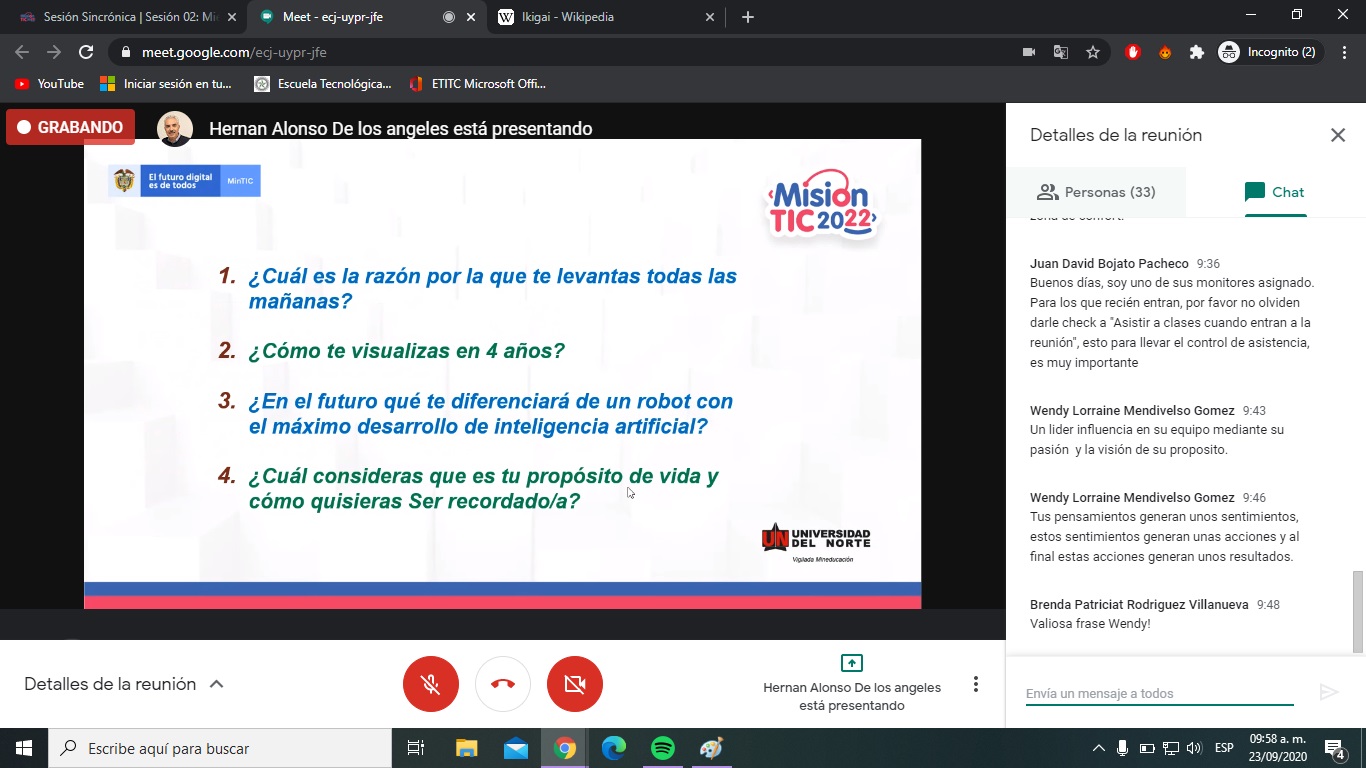 Sesión Sincrónica | Sesión 02: Mi
Meet - ecj-uypr-jfe
Ikigai - Wikipedia
meet.google.com/ecj-uypr-jfe
Incognito (2)
YouTube
Iniciar sesión en tu...
Escuela Tecnológica...
ETITC Microsoft Offi...
GRABANDO
Hernan Alonso De los angeles está presentando
El futuro digital
es de todos
MinTIC
Misión
TIC 2022
1. ¿Cuál es la razón por la que te levantas todas las
mañanas?
2. ¿Cómo te visualizas en 4 años?
3. ¿En el futuro qué te diferenciará de un robot con
el máximo desarrollo de inteligencia artificial?
4. ¿Cuál consideras que es tu propósito de vida y
cómo quisieras Ser recordado/a?
UN UNIVERSIDAD
DEL NORTE
Vigilada Mineducación
Detalles de la reunión
Personas (33)
Chat
zona de confort.
Juan David Bojato Pacheco 9:36
Buenos días, soy uno de sus monitores asignado.
Para los que recién entran, por favor no olviden
darle check a "Asistir a clases cuando entran a la
reunión", esto para llevar el control de asistencia,
es muy importante
Wendy Lorraine Mendivelso Gomez 9:43
Un lider influencia en su equipo mediante su
pasión y la visión de su proposito.
Wendy Lorraine Mendivelso Gomez 9:46
Tus pensamientos generan unos sentimientos,
estos sentimientos generan unas acciones y al
final estas acciones generan unos resultados.
Brenda Patriciat Rodriguez Villanueva 9:48
Valiosa frase Wendy!
Envía un mensaje a todos
Detalles de la reunión
Hernan Alonso De los angeles
está presentando
Escribe aquí para buscar
ESP
09:58 a. m.
23/09/2020
4